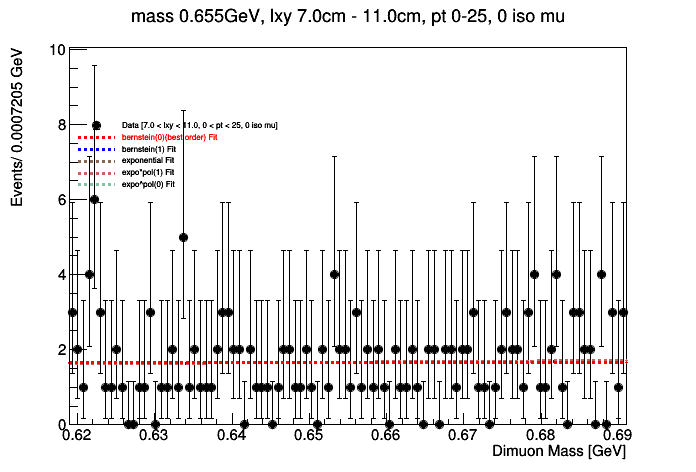 mass 0.655GeV, lxy 7.0cm - 11.0cm, pt 0-25, 0 iso mu
Events/ 0.0007205 GeV
10
8
6
4
2
0
Data [7.0 < lxy < 11.0, 0 < pt < 25, 0 iso mu]
bernstein(0)(best order) Fit
bernstein(1) Fit
exponential Fit
expo*pol(1) Fit
expo^pol(0) Fit
0.62 0.63 0.64 0.65 0.66 0.67 0.68 0.69
Dimuon Mass [GeV]